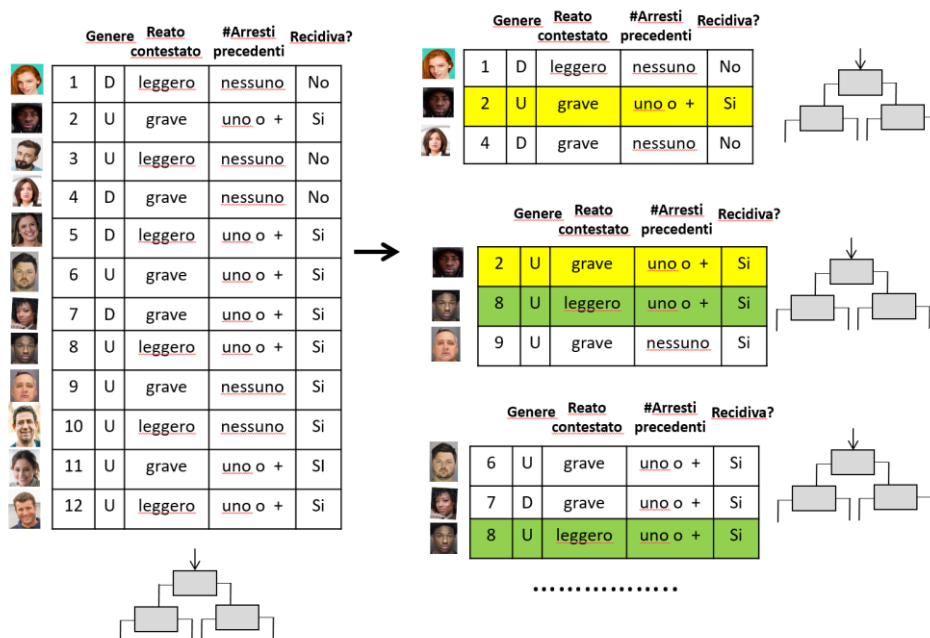 Genere Reato contestato #Arresti precedenti Recidiva?
1 D leggero nessuno No
2 U grave uno o + Si
3 U leggero nessuno No
4 D grave nessuno No
5 D leggero uno o + Si
6 U grave uno o + Si
7 D grave uno o + Si
8 U leggero uno o + Si
9 U grave nessuno Si
10 U leggero nessuno Si
11 U grave uno o + SI
12 U leggero uno o + Si
Genere Reato contestato #Arresti precedenti Recidiva?
1 D leggero nessuno No
2 U grave uno o + Si
4 D grave nessuno No
Genere Reato contestato #Arresti precedenti Recidiva?
2 U grave uno o + Si
8 U leggero uno o + Si
9 U grave nessuno Si
Genere Reato contestato #Arresti precedenti Recidiva?
6 U grave uno o + Si
7 D grave uno o + Si
8 U leggero uno o + Si
..................